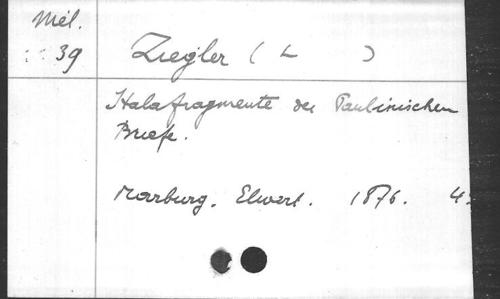 Mél.
39
Ziegler ( L )
Italafragmente der Paulinischen
Briefe.
Marburg. Elwert. 1876. 4: